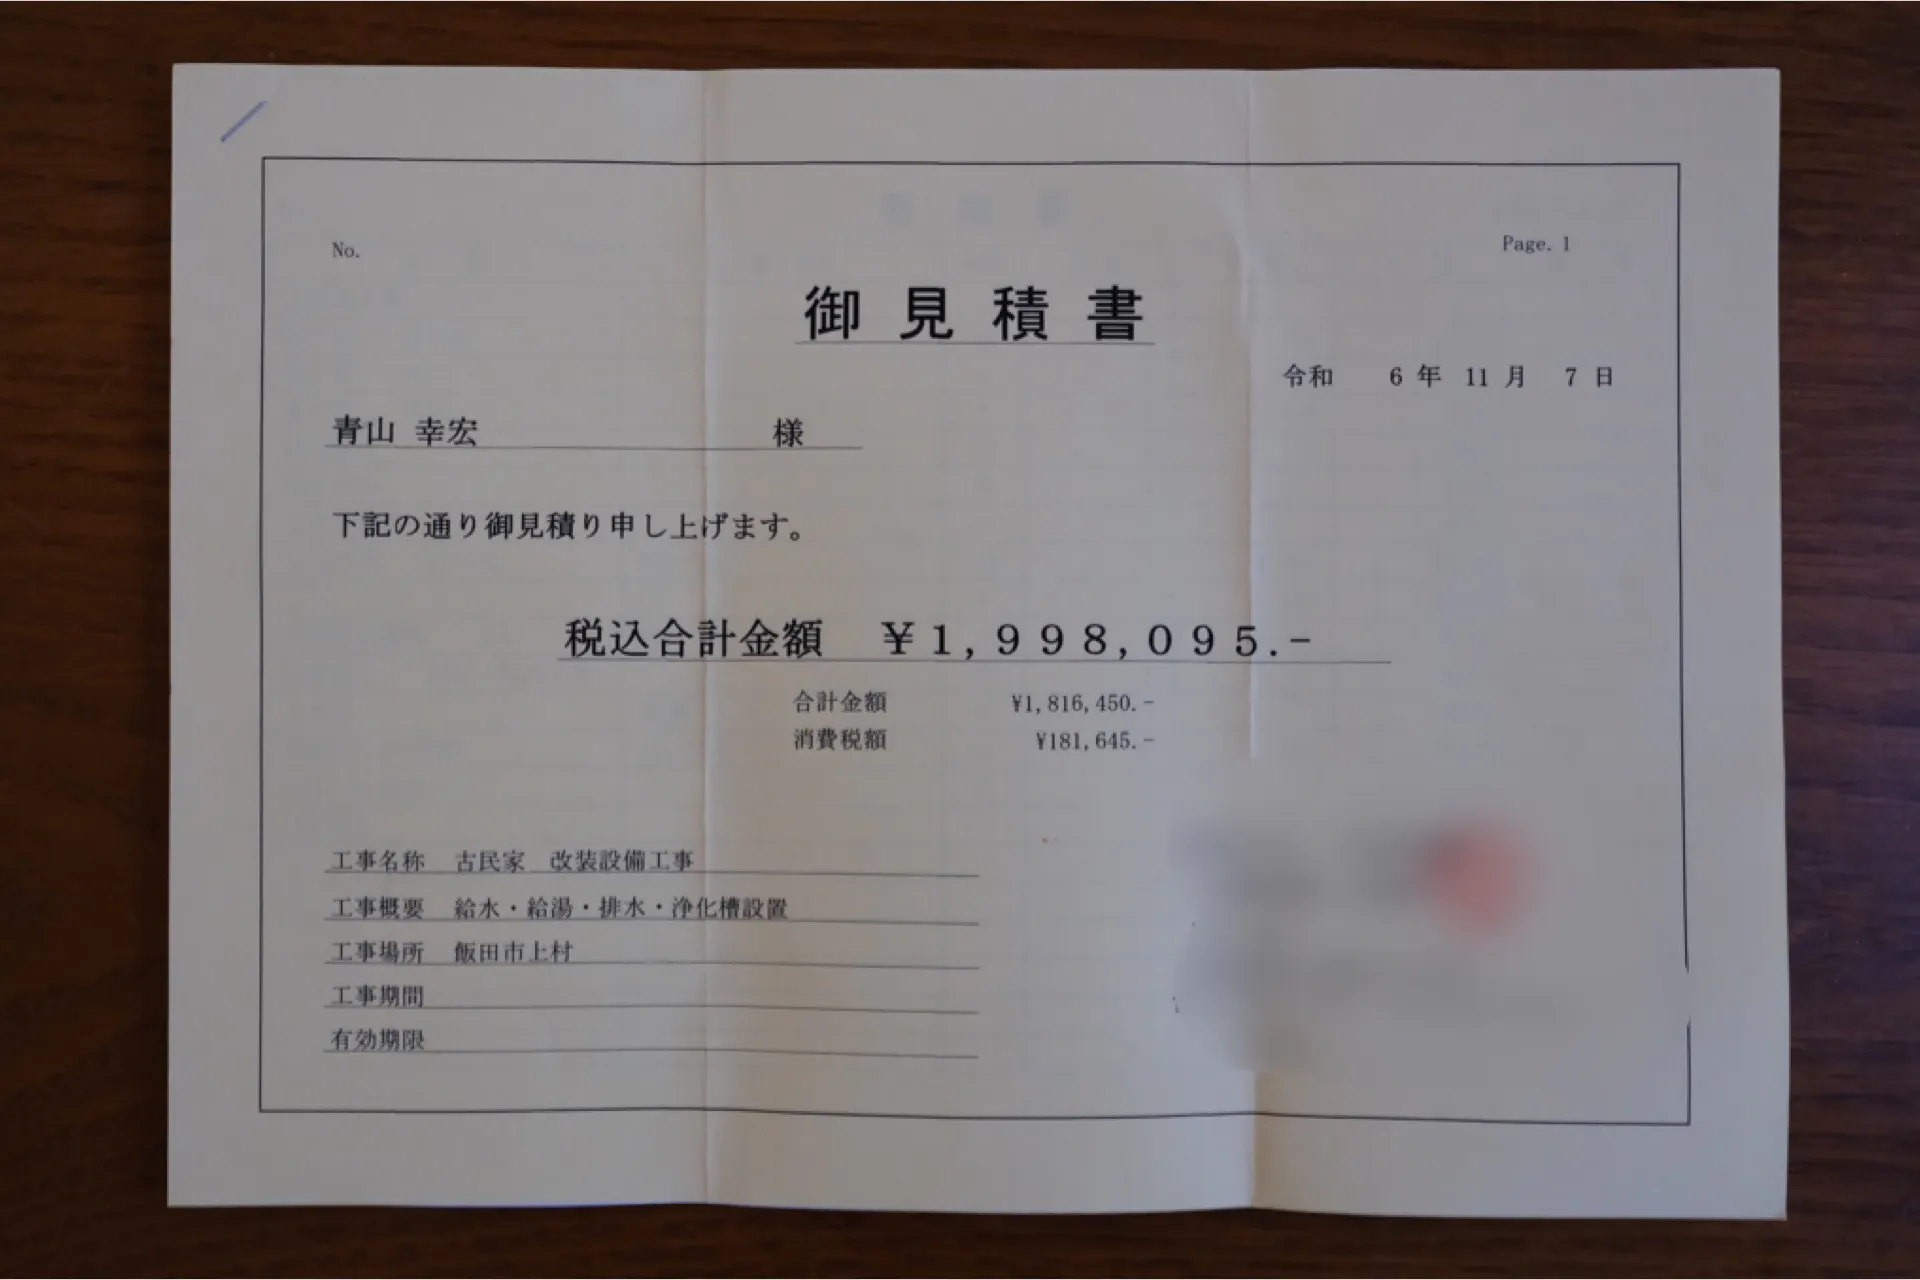 No.
Page. 1
御見積書
令和 6年 11月 7日
青山 幸宏 様
下記の通り御見積り申し上げます。
税込合計金額 ¥1,998,095.-
合計金額 ¥1,816,450.-
消費税額 ¥181,645.-
工事名称 古民家 改装設備工事
工事概要 給水・給湯・排水・浄化槽設置
工事場所 飯田市上村
工事期間
有効期限